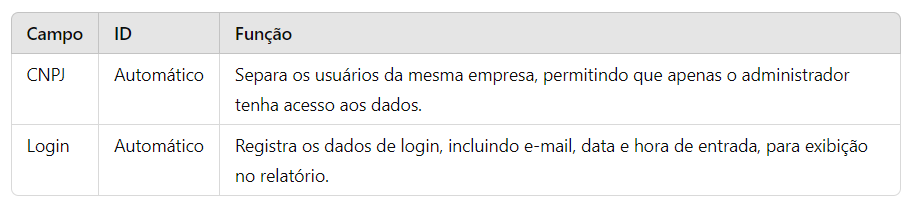 Campo ID Função
CNPJ Automático Separa os usuários da mesma empresa, permitindo que apenas o administrador
tenha acesso aos dados.
Login Automático Registra os dados de login, incluindo e-mail, data e hora de entrada, para exibição
no relatório.